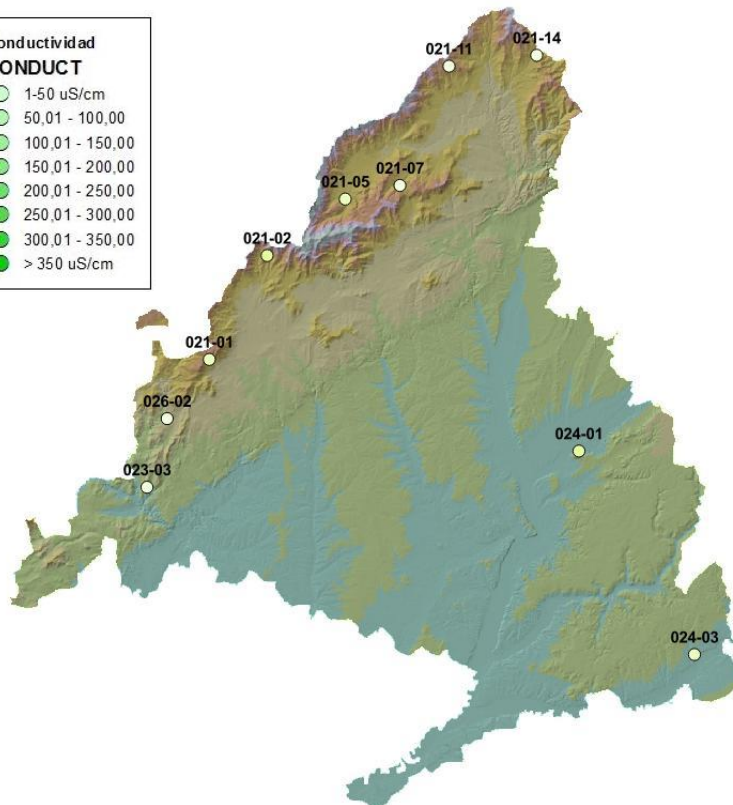 onductividad
ONDUCT
1-50 uS/cm
50,01 - 100,00
100,01 - 150,00
150,01 - 200,00
200,01 - 250,00
250,01 - 300,00
300,01 - 350,00
> 350 uS/cm
021-11
021-14
021-05
021-07
021-02
021-01
026-02
024-01
023-03
024-03